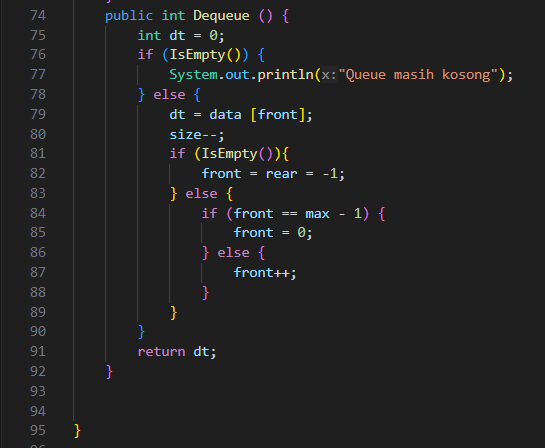 74 public int Dequeue () {
75 int dt = 0;
76 if (IsEmpty()) {
77 System.out.println(x:"Queue masih kosong");
78 } else {
79 dt = data [front];
80 size--;
81 if (IsEmpty()){
82 front = rear = -1;
83 } else {
84 if (front == max - 1) {
85 front = 0;
86 } else {
87 front++;
88 }
89 }
90 }
91 return dt;
92 }
93
94
95 }